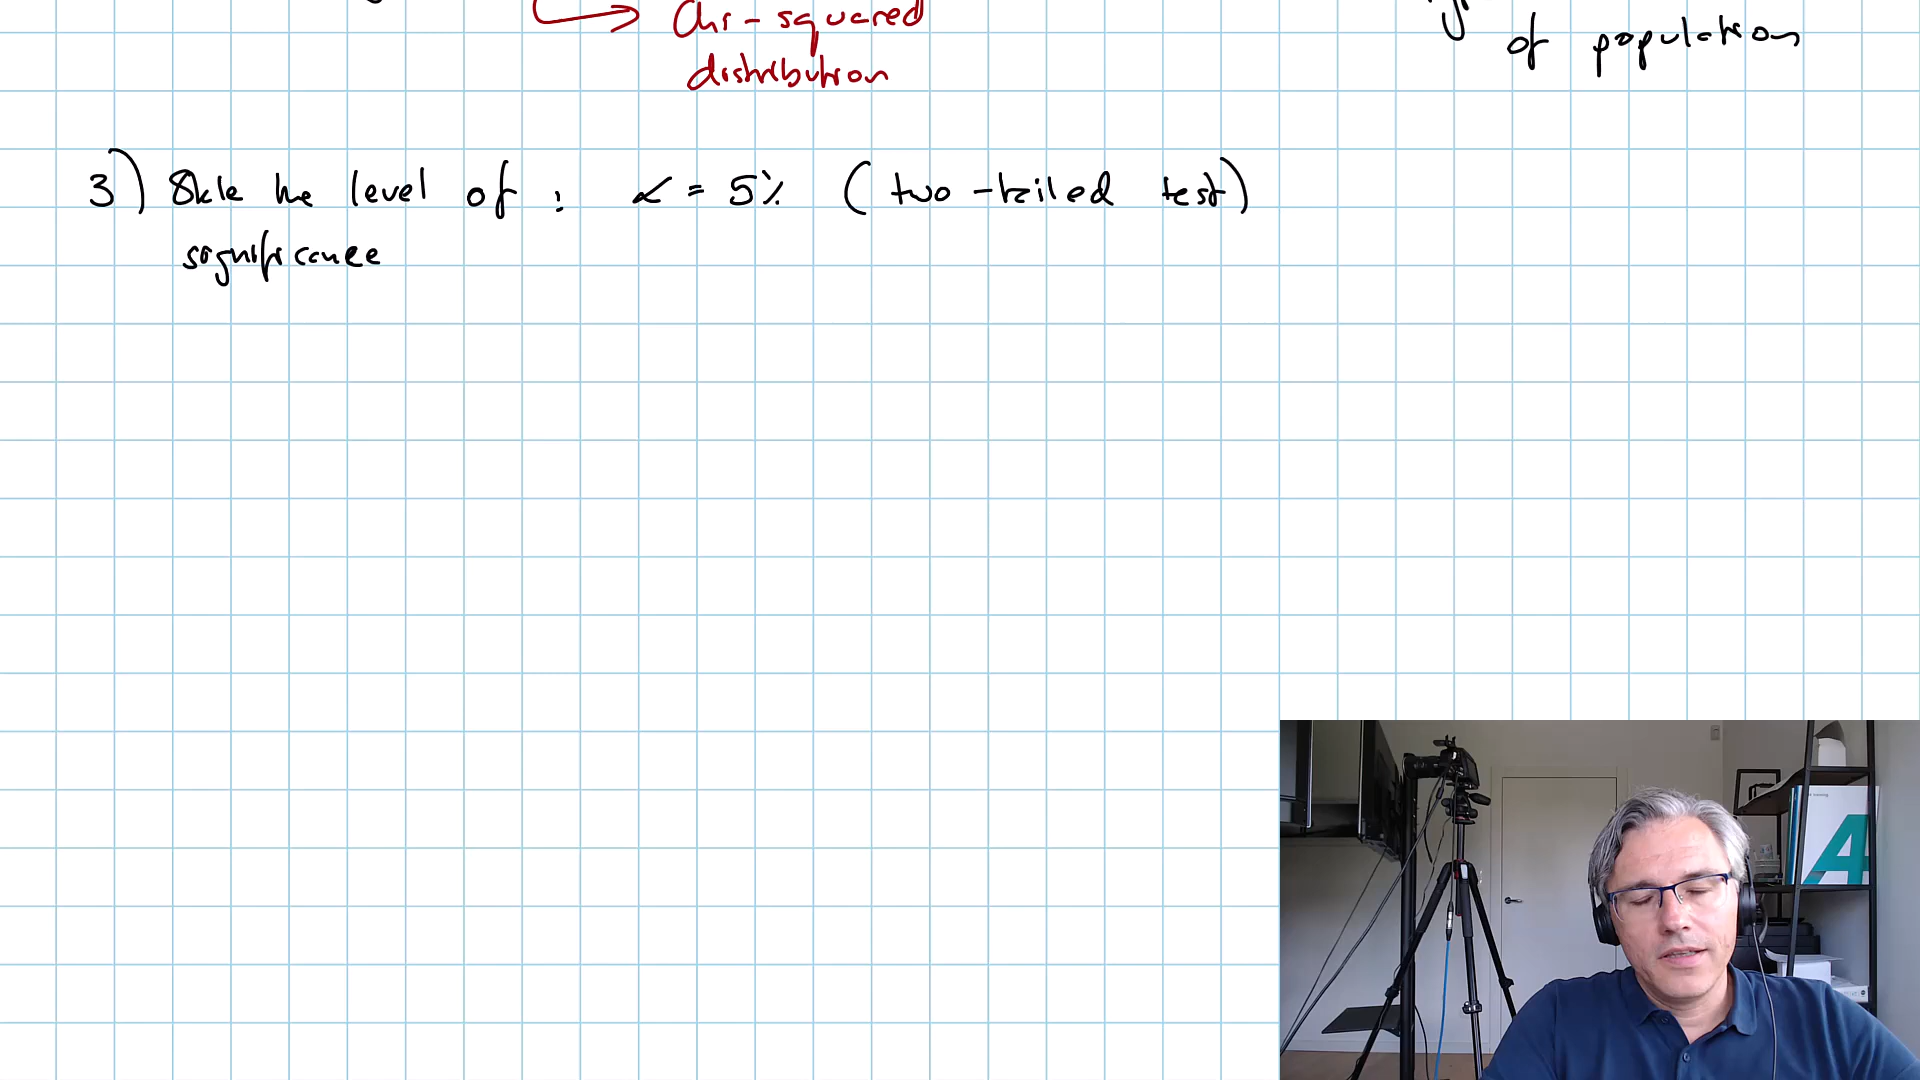 Chi-squared
distribution
of population
3) State the level of : α = 5% (two-tailed test)
significance